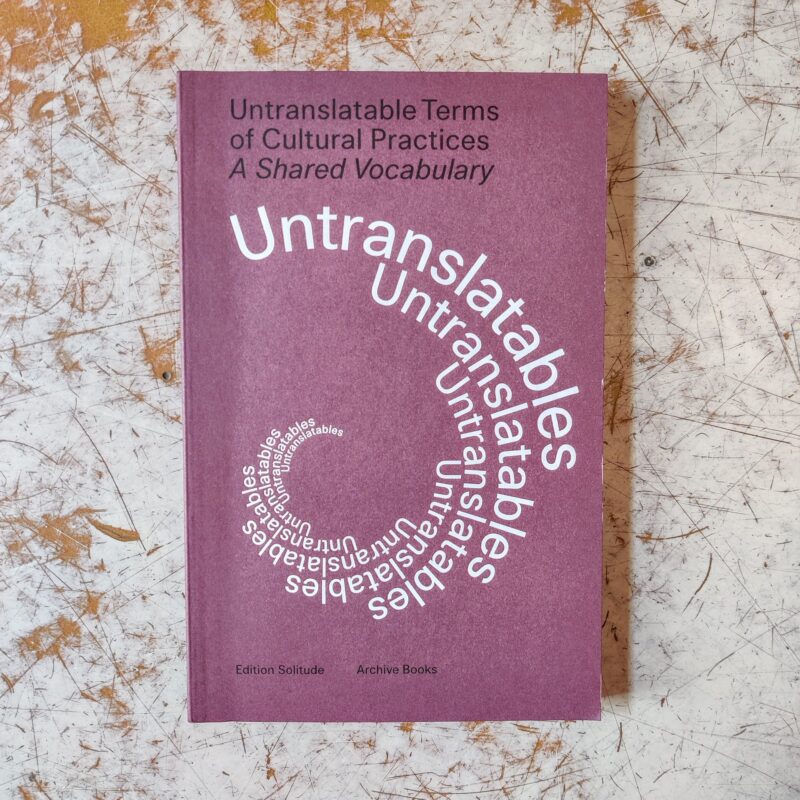 Untranslatable Terms
of Cultural Practices
A Shared Vocabulary
Untranslatables
Untranslatables
Untranslatables
Untranslatables
Untranslatables
Untranslatables
Untranslatables
Untranslatables
Untranslatables
Edition Solitude
Archive Books